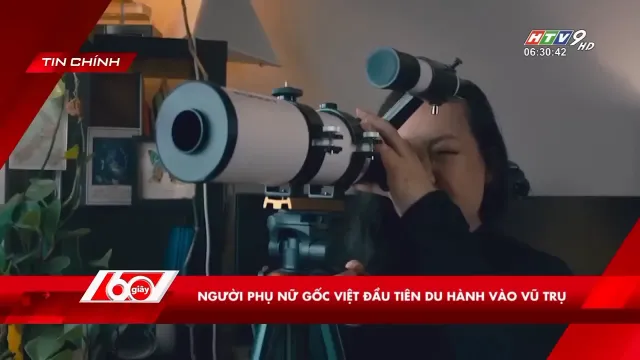 TIN CHÍNH
HTV9 HD
06:30:42
60 giây
NGƯỜI PHỤ NỮ GỐC VIỆT ĐẦU TIÊN DU HÀNH VÀO VŨ TRỤ